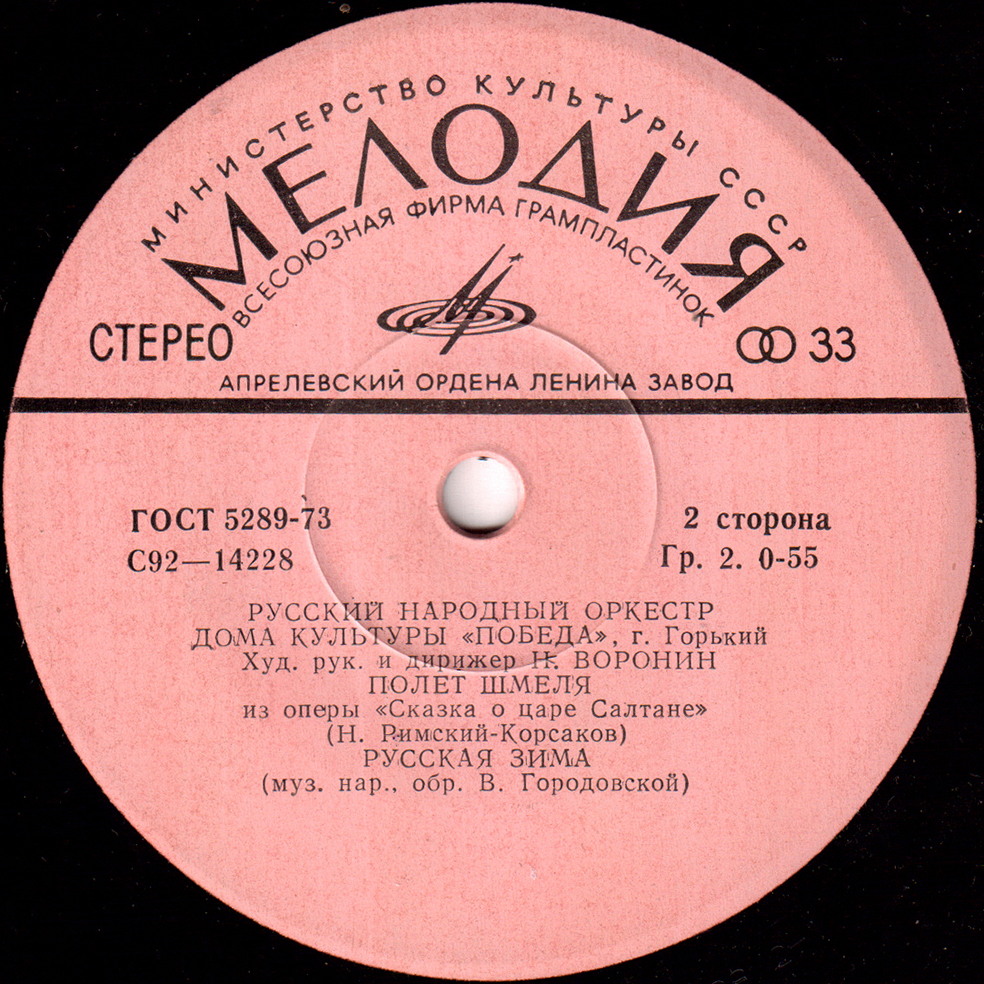 МИНИСТЕРСТВО КУЛЬТУРЫ СССР
МЕЛОДИЯ
ВСЕСОЮЗНАЯ ФИРМА ГРАМПЛАСТИНОК
СТЕРЕО
33
АПРЕЛЕВСКИЙ ОРДЕНА ЛЕНИНА ЗАВОД
ГОСТ 5289-73
2 сторона
С92—14228
Гр. 2. 0-55
РУССКИЙ НАРОДНЫЙ ОРКЕСТР
ДОМА КУЛЬТУРЫ «ПОБЕДА», г. Горький
Худ. рук. и дирижер Н. ВОРОНИН
ПОЛЕТ ШМЕЛЯ
из оперы «Сказка о царе Салтане»
(Н. Римский-Корсаков)
РУССКАЯ ЗИМА
(муз. нар., обр. В. Городовской)